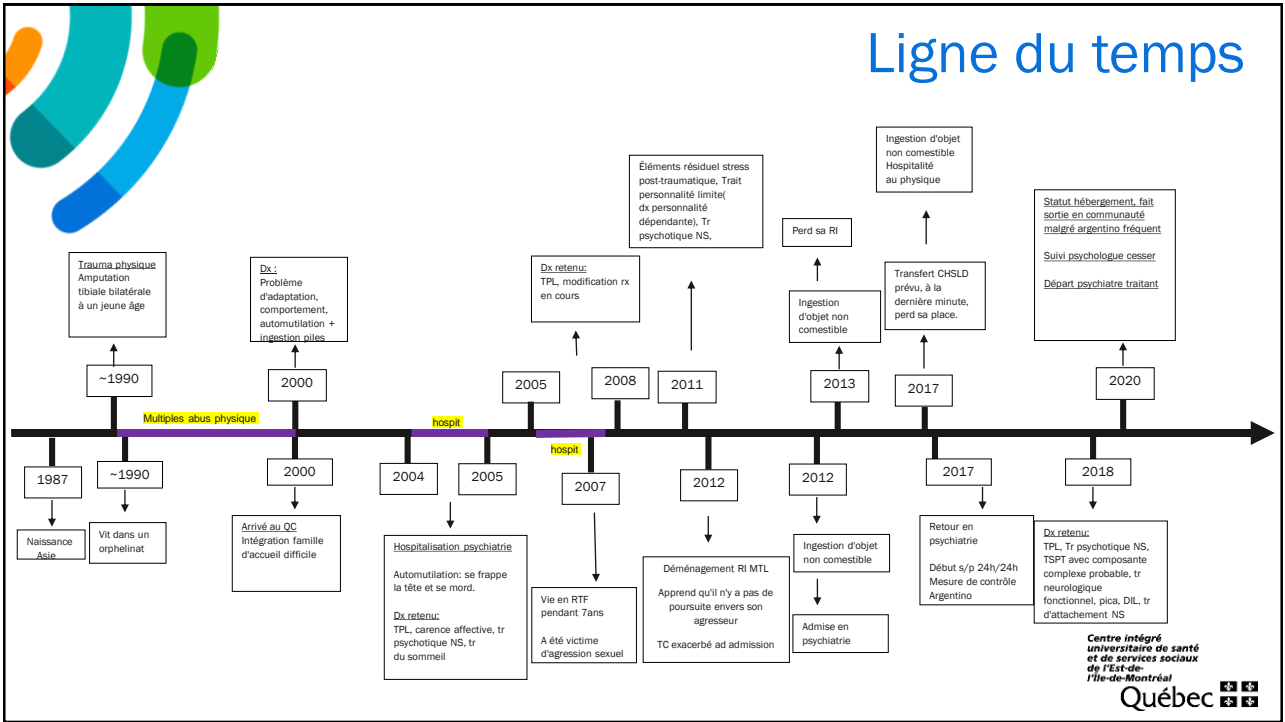 Ligne du temps
Trauma physique
Amputation
tibiale bilatérale
à un jeune âge
Dx :
Problème
d'adaptation,
comportement,
automutilation +
ingestion piles
Dx retenu:
TPL, modification rx
en cours
Éléments résiduel stress
post-traumatique, Trait
personnalité limite(
dx personnalité
dépendante), Tr
psychotique NS,
Perd sa RI
Ingestion
d'objet non
comestible
Ingestion d'objet
non comestible
Hospitalité
au physique
Transfert CHSLD
prévu, à la
dernière minute,
perd sa place.
Statut hébergement, fait
sortie en communauté
malgré argentino fréquent
Suivi psychologue cesser
Départ psychiatre traitant
~1990
2000
2005
2008
2011
2013
2017
2020
Multiples abus physique
hospit
hospit
1987
~1990
2000
2004
2005
2007
2012
2012
2017
2018
Naissance
Asie
Vit dans un
orphelinat
Arrivé au QC
Intégration famille
d'accueil difficile
Hospitalisation psychiatrie
Automutilation: se frappe
la tête et se mord.
Dx retenu:
TPL, carence affective, tr
psychotique NS, tr
du sommeil
Vie en RTF
pendant 7ans
A été victime
d'agression sexuel
Déménagement RI MTL
Apprend qu'il n'y a pas de
poursuite envers son
agresseur
TC exacerbé ad admission
Ingestion d'objet
non comestible
Admise en
psychiatrie
Retour en
psychiatrie
Début s/p 24h/24h
Mesure de contrôle
Argentino
Dx retenu:
TPL, Tr psychotique NS,
TSPT avec composante
complexe probable, tr
neurologique
fonctionnel, pica, DIL, tr
d'attachement NS
Centre intégré
universitaire de santé
et de services sociaux
de l'Est-de-
l'Île-de-Montréal
Québec